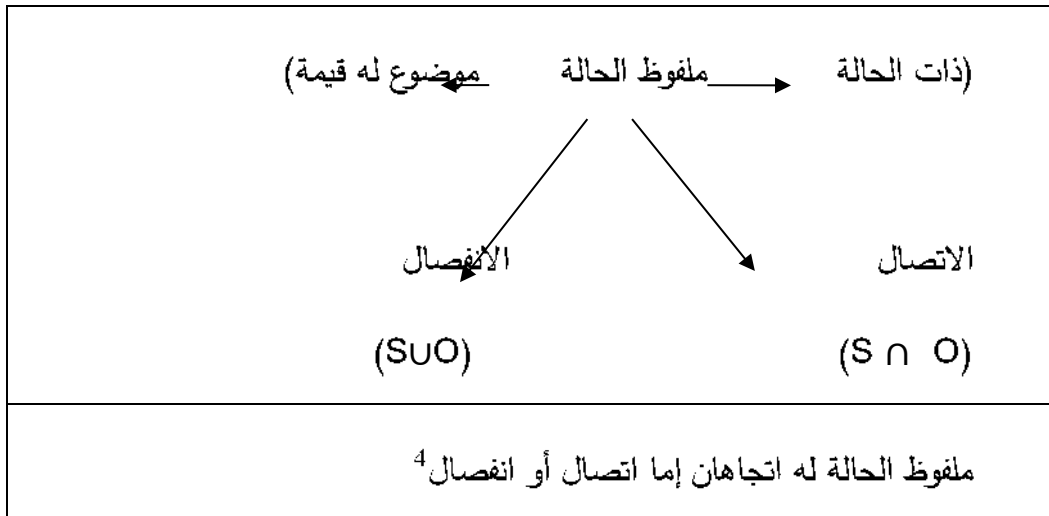 (ذات الحالة ملفوظ الحالة موضوع له قيمة)
الاتصال الانفصال
(S ∩ O) (S∪O)
ملفوظ الحالة له اتجاهان إما اتصال أو انفصال4